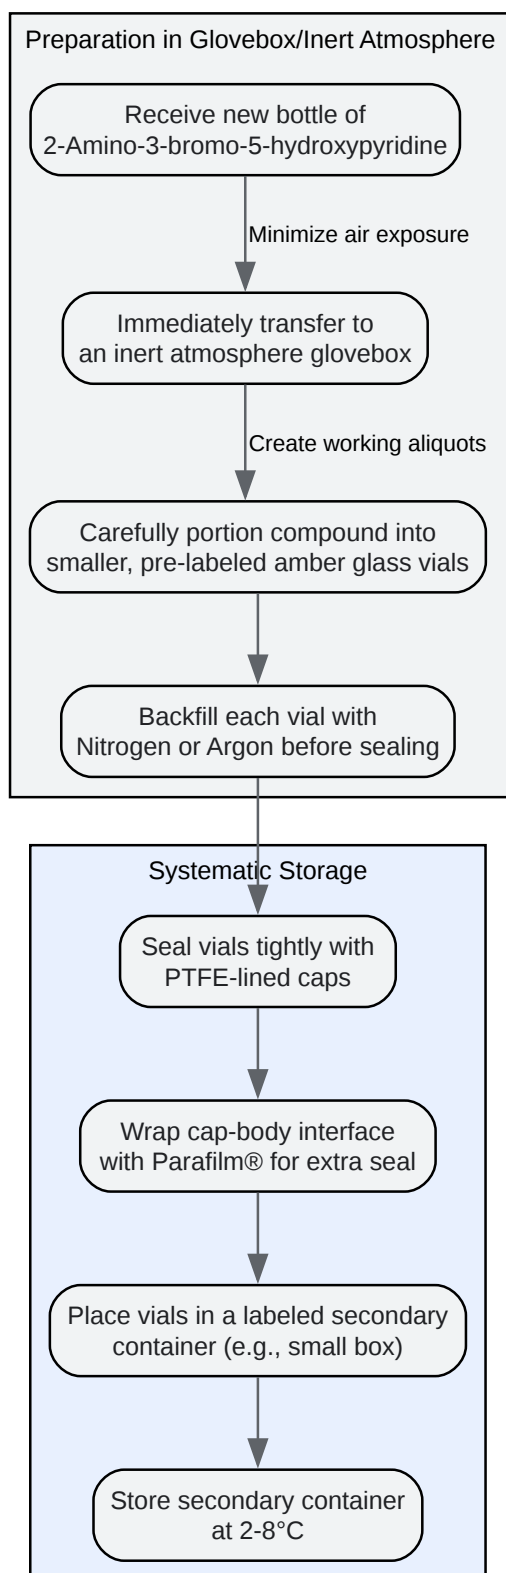 Preparation in Glovebox/Inert Atmosphere
Receive new bottle of
2-Amino-3-bromo-5-hydroxypyridine
Minimize air exposure
Immediately transfer to
an inert atmosphere glovebox
Create working aliquots
Carefully portion compound into
smaller, pre-labeled amber glass vials
Backfill each vial with
Nitrogen or Argon before sealing
Systematic Storage
Seal vials tightly with
PTFE-lined caps
Wrap cap-body interface
with Parafilm® for extra seal
Place vials in a labeled secondary
container (e.g., small box)
Store secondary container
at 2-8°C